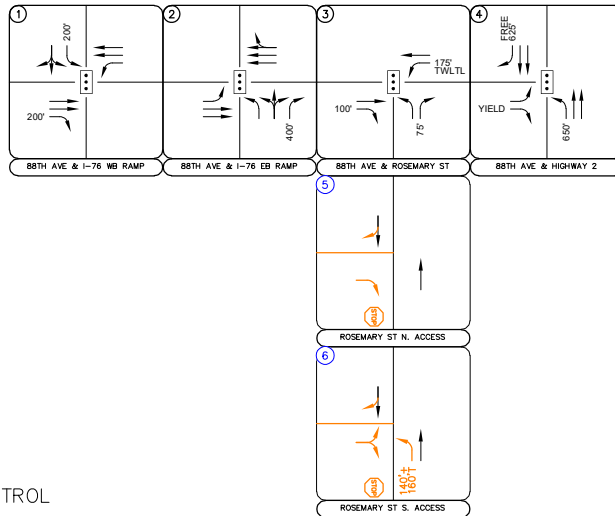 1
200'
200'
88TH AVE & I-76 WB RAMP
2
400'
88TH AVE & I-76 EB RAMP
3
175'
TWLTL
100'
75'
88TH AVE & ROSEMARY ST
4
FREE
625'
YIELD
650'
88TH AVE & HIGHWAY 2
5
STOP
ROSEMARY ST N. ACCESS
6
STOP
140'±
160'T
ROSEMARY ST S. ACCESS
TROL